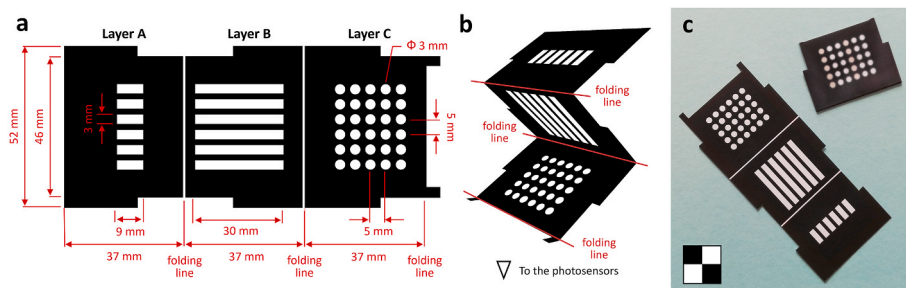 a
Layer A
Layer B
Layer C
Φ 3 mm
52 mm
46 mm
3 mm
5 mm
9 mm
30 mm
5 mm
37 mm
folding
line
37 mm
folding
line
37 mm
folding
line
b
folding
line
folding
line
folding
line
To the photosensors
c